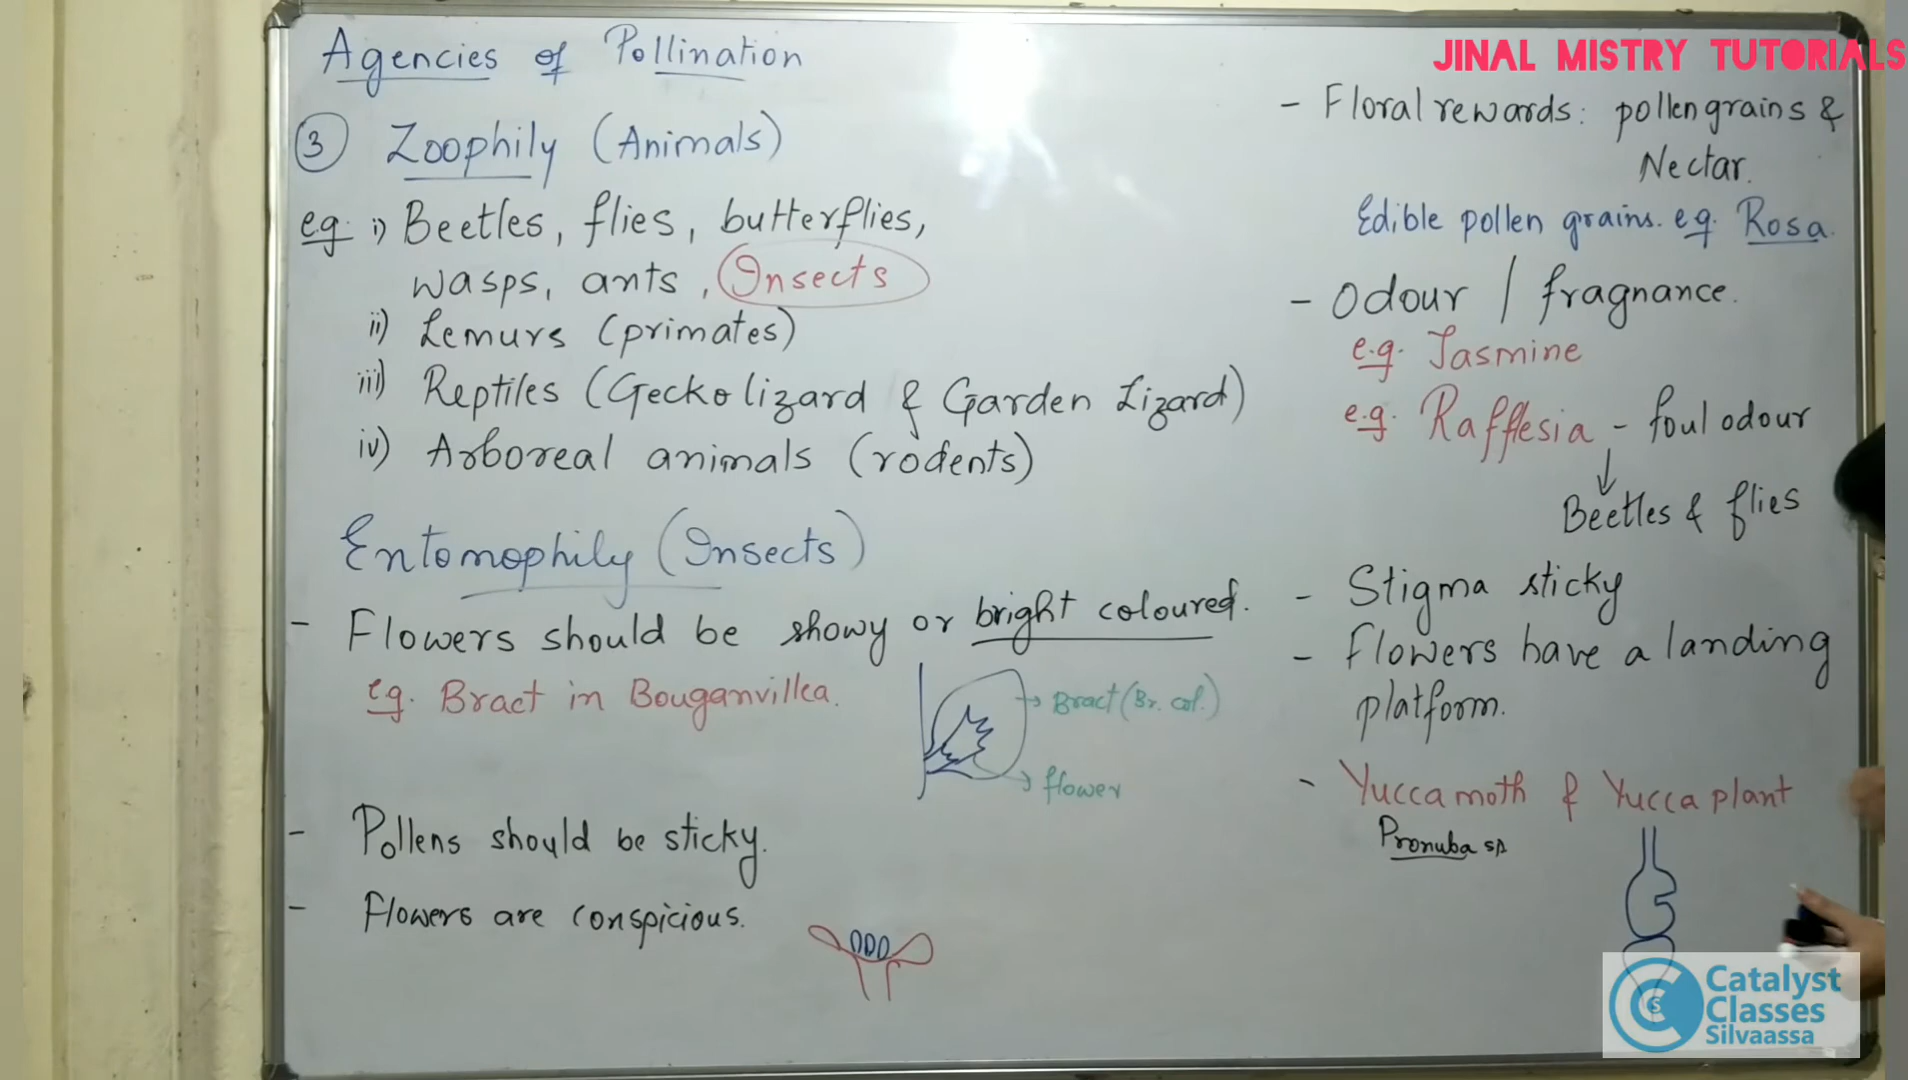 Agencies of Pollination
3 Zoophily (Animals)
eg: i) Beetles, flies, butterflies,
wasps, ants, Insects
ii) Lemurs (primates)
iii) Reptiles (Gecko lizard & Garden Lizard)
iv) Arboreal animals (rodents)
Entomophily (Insects)
- Flowers should be showy or bright coloured.
eg. Bract in Bouganvillea.
Bract (Br. col.)
flower
- Pollens should be sticky.
- Flowers are conspicious.
JINAL MISTRY TUTORIALS
- Floral rewards: pollen grains &
Nectar.
Edible pollen grains. eg. Rosa.
- Odour / fragnance.
e.g. Jasmine
e.g. Rafflesia - foul odour
Beetles & flies
- Stigma sticky
- Flowers have a landing
platform.
- Yucca moth & Yucca plant
Pronuba sp.
Catalyst
Classes
Silvaassa